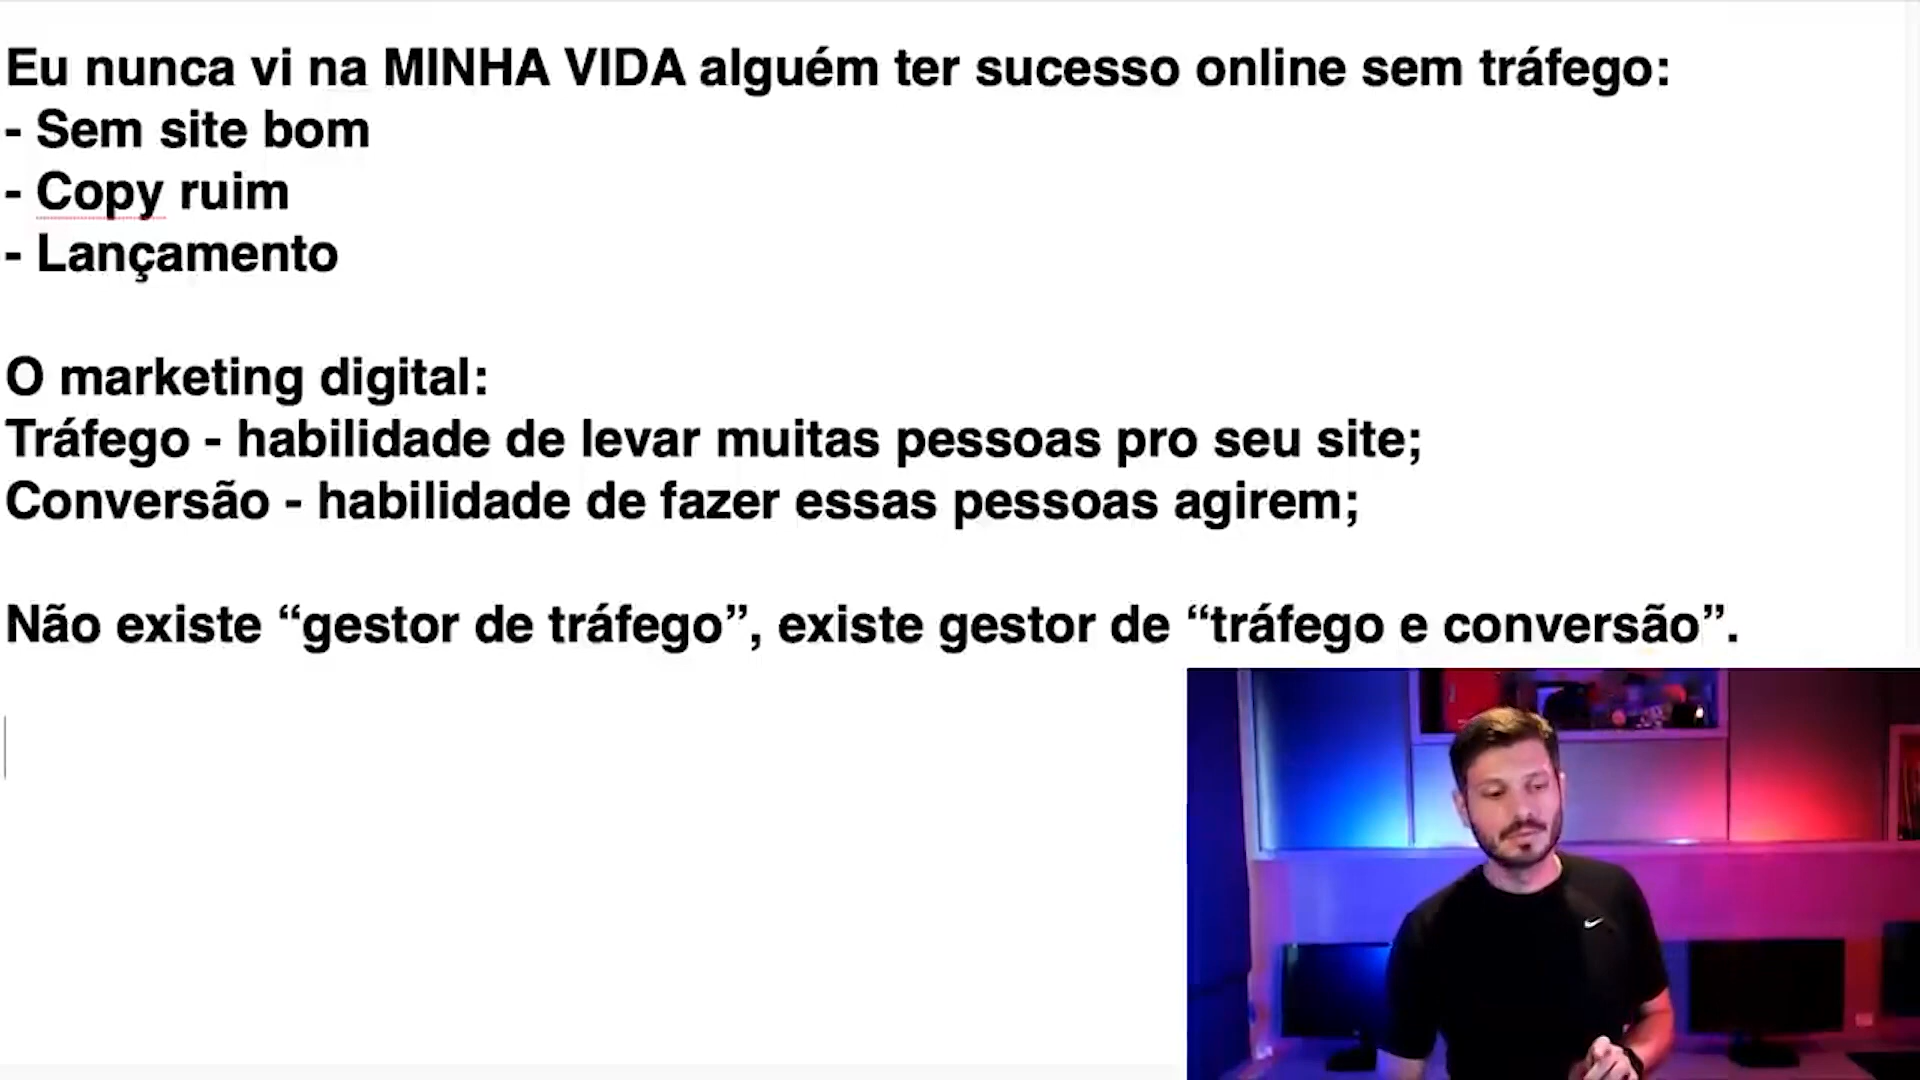 Eu nunca vi na MINHA VIDA alguém ter sucesso online sem tráfego:
- Sem site bom
- Copy ruim
- Lançamento
O marketing digital:
Tráfego - habilidade de levar muitas pessoas pro seu site;
Conversão - habilidade de fazer essas pessoas agirem;
Não existe “gestor de tráfego”, existe gestor de “tráfego e conversão”.